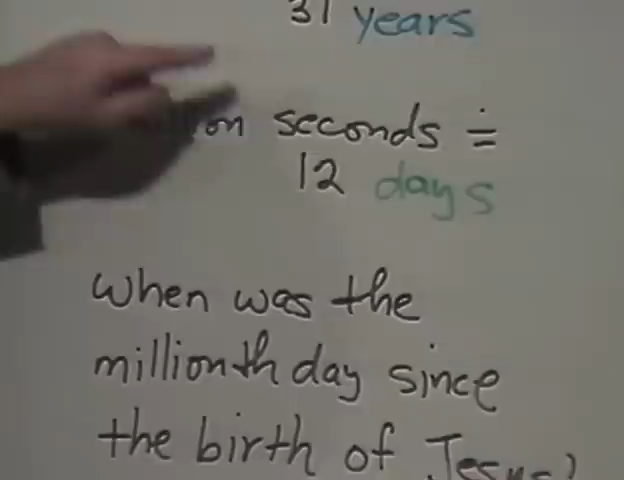 31 years
on seconds ≐
12 days
when was the
millionth day since
the birth of Jesus?